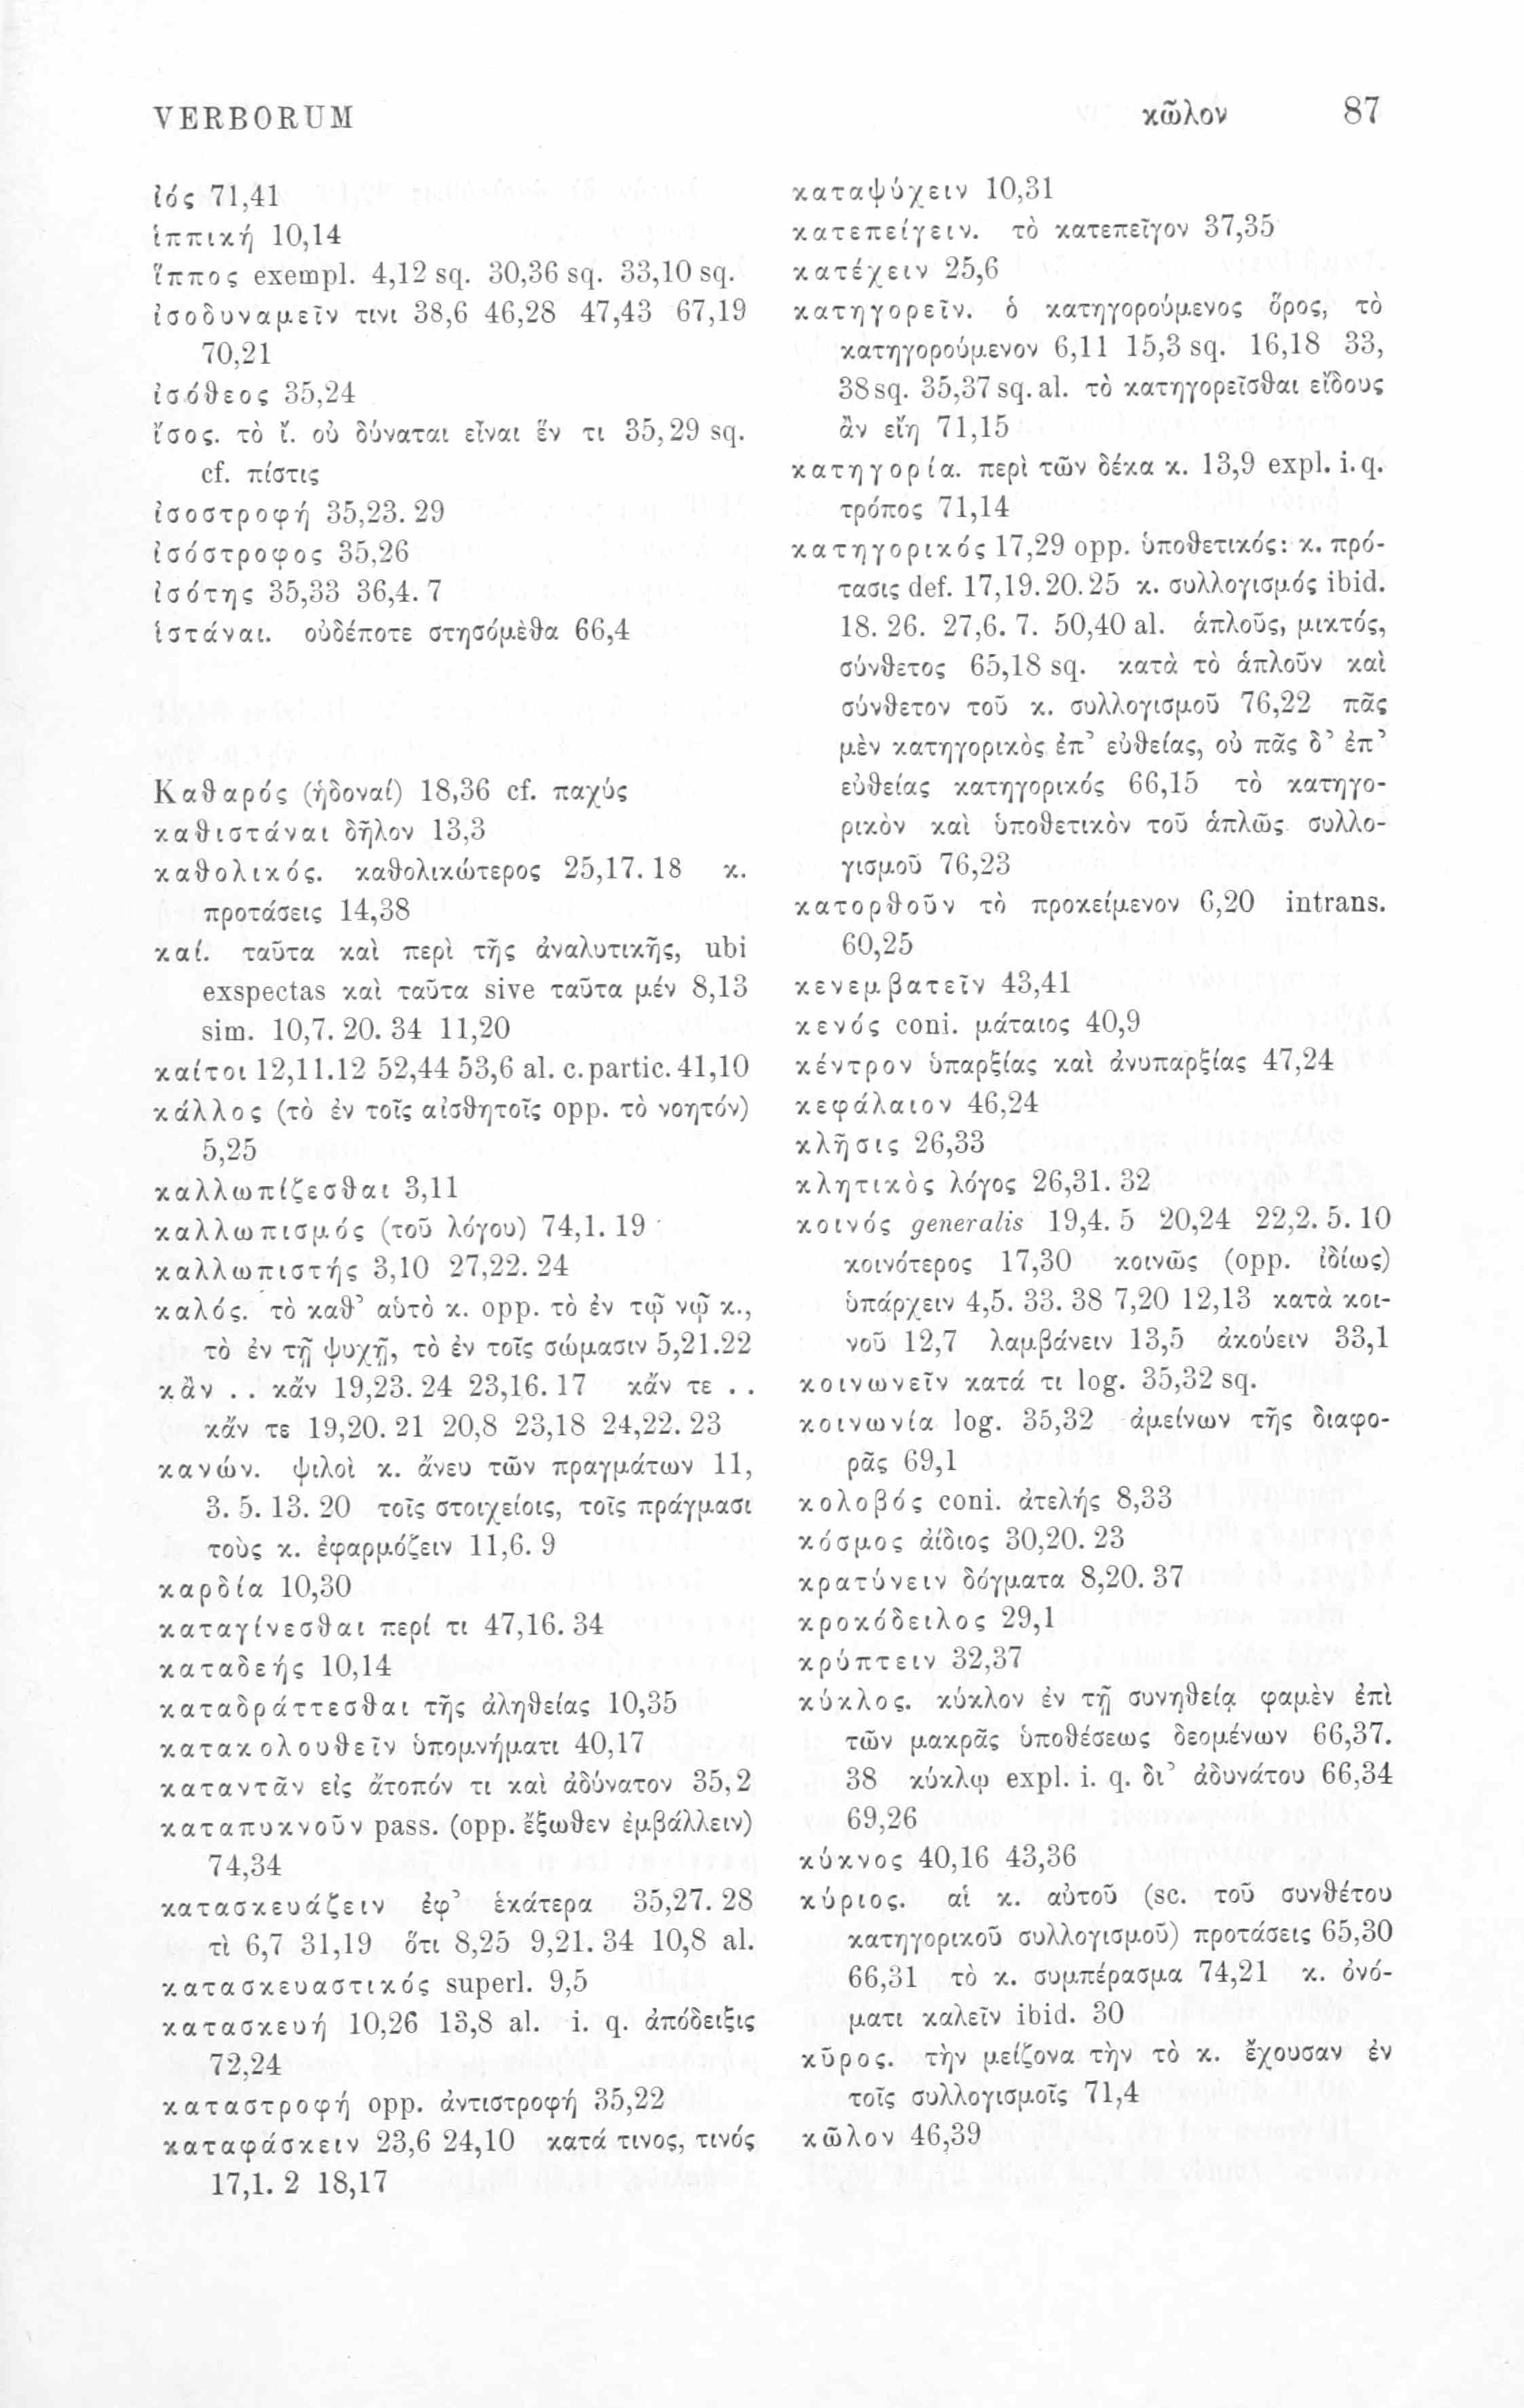 VERBORUM κῶλον 87
ἰός 71,41
ἱππική 10,14
ἵππος exempl. 4,12 sq. 30,36 sq. 33,10 sq.
ἰσοδυναμεῖν τινι 38,6 46,28 47,43 67,19
70,21
ἰσόθεος 35,24
ἴσος. τὸ ἴ. οὐ δύναται εἶναι ἕν τι 35,29 sq.
cf. πίστις
ἰσοστροφή 35,23. 29
ἰσόστροφος 35,26
ἰσότης 35,33 36,4. 7
ἱστάναι. οὐδέποτε στησόμεθα 66,4
Καθαρός (ἡδοναί) 18,36 cf. παχύς
καθιστάναι δῆλον 13,3
καθολικός. καθολικώτερος 25,17. 18 κ.
προτάσεις 14,38
καί. ταῦτα καὶ περὶ τῆς ἀναλυτικῆς, ubi
exspectas καὶ ταῦτα sive ταῦτα μέν 8,13
sim. 10,7. 20. 34 11,20
καίτοι 12,11.12 52,44 53,6 al. c. partic. 41,10
κάλλος (τὸ ἐν τοῖς αἰσθητοῖς opp. τὸ νοητόν)
5,25
καλλωπίζεσθαι 3,11
καλλωπισμός (τοῦ λόγου) 74,1. 19
καλλωπιστής 3,10 27,22. 24
καλός. τὸ καθ’ αὑτὸ κ. opp. τὸ ἐν τῷ νῷ κ.,
τὸ ἐν τῇ ψυχῇ, τὸ ἐν τοῖς σώμασιν 5,21.22
κἂν . . κἄν 19,23. 24 23,16. 17 κἄν τε . .
κἄν τε 19,20. 21 20,8 23,18 24,22. 23
κανών. ψιλοὶ κ. ἄνευ τῶν πραγμάτων 11,
3. 5. 13. 20 τοῖς στοιχείοις, τοῖς πράγμασι
τοὺς κ. ἐφαρμόζειν 11,6. 9
καρδία 10,30
καταγίνεσθαι περί τι 47,16. 34
καταδεής 10,14
καταδράττεσθαι τῆς ἀληθείας 10,35
κατακολουθεῖν ὑπομνήματι 40,17
καταντᾶν εἰς ἄτοπόν τι καὶ ἀδύνατον 35,2
καταπυκνοῦν pass. (opp. ἔξωθεν ἐμβάλλειν)
74,34
κατασκευάζειν ἐφ’ ἑκάτερα 35,27. 28
τὶ 6,7 31,19 ὅτι 8,25 9,21. 34 10,8 al.
κατασκευαστικός superl. 9,5
κατασκευή 10,26 13,8 al. i. q. ἀπόδειξις
72,24
καταστροφή opp. ἀντιστροφή 35,22
καταφάσκειν 23,6 24,10 κατά τινος, τινός
17,1. 2 18,17
καταψύχειν 10,31
κατεπείγειν. τὸ κατεπεῖγον 37,35
κατέχειν 25,6
κατηγορεῖν. ὁ κατηγορούμενος ὅρος, τὸ
κατηγορούμενον 6,11 15,3 sq. 16,18 33,
38 sq. 35,37 sq. al. τὸ κατηγορεῖσθαι εἴδους
ἂν εἴη 71,15
κατηγορία. περὶ τῶν δέκα κ. 13,9 expl. i. q.
τρόπος 71,14
κατηγορικός 17,29 opp. ὑποθετικός: κ. πρό-
τασις def. 17,19. 20. 25 κ. συλλογισμός ibid.
18. 26. 27,6. 7. 50,40 al. ἁπλοῦς, μικτός,
σύνθετος 65,18 sq. κατὰ τὸ ἁπλοῦν καὶ
σύνθετον τοῦ κ. συλλογισμοῦ 76,22 πᾶς
μὲν κατηγορικὸς ἐπ’ εὐθείας, οὐ πᾶς δ’ ἐπ’
εὐθείας κατηγορικός 66,15 τὸ κατηγο-
ρικὸν καὶ ὑποθετικὸν τοῦ ἁπλῶς συλλο-
γισμοῦ 76,23
κατορθοῦν τὸ προκείμενον 6,20 intrans.
60,25
κενεμβατεῖν 43,41
κενός coni. μάταιος 40,9
κέντρον ὑπαρξίας καὶ ἀνυπαρξίας 47,24
κεφάλαιον 46,24
κλῆσις 26,33
κλητικὸς λόγος 26,31. 32
κοινός generalis 19,4. 5 20,24 22,2. 5. 10
κοινότερος 17,30 κοινῶς (opp. ἰδίως)
ὑπάρχειν 4,5. 33. 38 7,20 12,13 κατὰ κοι-
νοῦ 12,7 λαμβάνειν 13,5 ἀκούειν 33,1
κοινωνεῖν κατά τι log. 35,32 sq.
κοινωνία log. 35,32 ἀμείνων τῆς διαφο-
ρᾶς 69,1
κολοβός coni. ἀτελής 8,33
κόσμος ἀίδιος 30,20. 23
κρατύνειν δόγματα 8,20. 37
κροκόδειλος 29,1
κρύπτειν 32,37
κύκλος. κύκλον ἐν τῇ συνηθείᾳ φαμὲν ἐπὶ
τῶν μακρᾶς ὑποθέσεως δεομένων 66,37.
38 κύκλῳ expl. i. q. δι’ ἀδυνάτου 66,34
69,26
κύκνος 40,16 43,36
κύριος. αἱ κ. αὐτοῦ (sc. τοῦ συνθέτου
κατηγορικοῦ συλλογισμοῦ) προτάσεις 65,30
66,31 τὸ κ. συμπέρασμα 74,21 κ. ὀνό-
ματι καλεῖν ibid. 30
κῦρος. τὴν μείζονα τὴν τὸ κ. ἔχουσαν ἐν
τοῖς συλλογισμοῖς 71,4
κῶλον 46,39